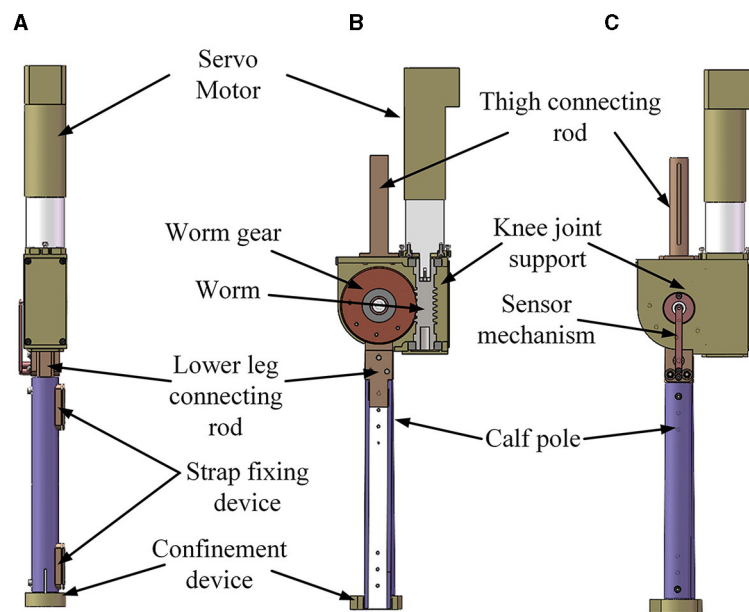 A
B
C
Servo
Motor
Thigh connecting
rod
Worm gear
Knee joint
support
Worm
Sensor
mechanism
Lower leg
connecting
rod
Calf pole
Strap fixing
device
Confinement
device